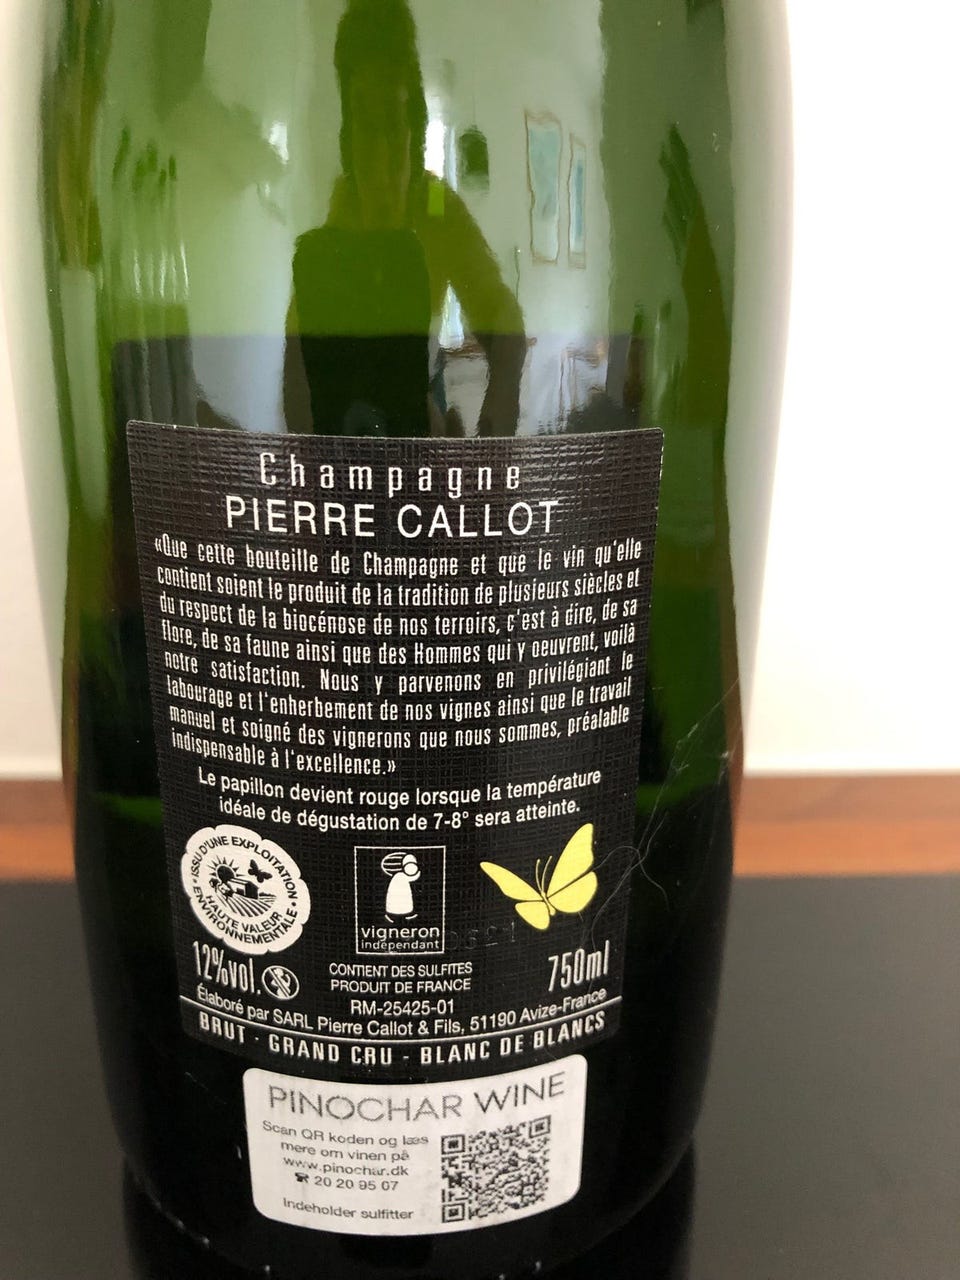 Champagne
PIERRE CALLOT
«Que cette bouteille de Champagne et que le vin qu'elle
contient soient le produit de la tradition de plusieurs siècles et
du respect de la biocénose de nos terroirs, c'est à dire, de sa
flore, de sa faune ainsi que des Hommes qui y oeuvrent, voilà
notre satisfaction. Nous y parvenons en privilégiant le
labourage et l'enherbement de nos vignes ainsi que le travail
manuel et soigné des vignerons que nous sommes, préalable
indispensable à l'excellence.»
Le papillon devient rouge lorsque la température
idéale de dégustation de 7-8° sera atteinte.
• ISSU D'UNE EXPLOITATION •
HAUTE VALEUR
ENVIRONNEMENTALE
vigneron
indépendant
12%vol.
CONTIENT DES SULFITES
PRODUIT DE FRANCE
RM-25425-01
750ml
Élaboré par SARL Pierre Callot & Fils, 51190 Avize-France
BRUT - GRAND CRU - BLANC DE BLANCS
PINOCHAR WINE
Scan QR koden og læs
mere om vinen på
www.pinochar.dk
☎ 20 20 95 07
Indeholder sulfitter